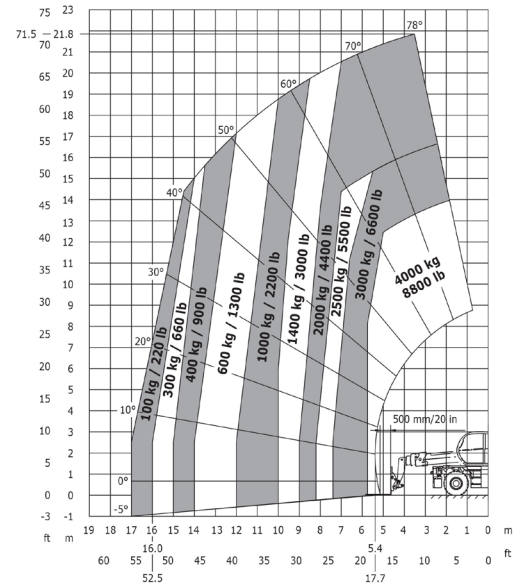 75 23
71.5 21.8 22
70 21
20
65 19
60 18
17
55 16
50 15
14
45 13
40 12
11
35 10
30 9
8
25 7
20 6
5
15 4
10 3
2
5 1
0 0
-3 -1
ft m
78°
70°
60°
50°
40°
30°
20°
10°
0°
-5°
100 kg / 220 lb
300 kg / 660 lb
400 kg / 900 lb
600 kg / 1300 lb
1000 kg / 2200 lb
1400 kg / 3000 lb
2000 kg / 4400 lb
2500 kg / 5500 lb
3000 kg / 6600 lb
4000 kg
8800 lb
500 mm/20 in
19 18 17 16 15 14 13 12 11 10 9 8 7 6 5 4 3 2 1 0 m
16.0 5.4
60 55 50 45 40 35 30 25 20 15 10 5 0 ft
52.5 17.7